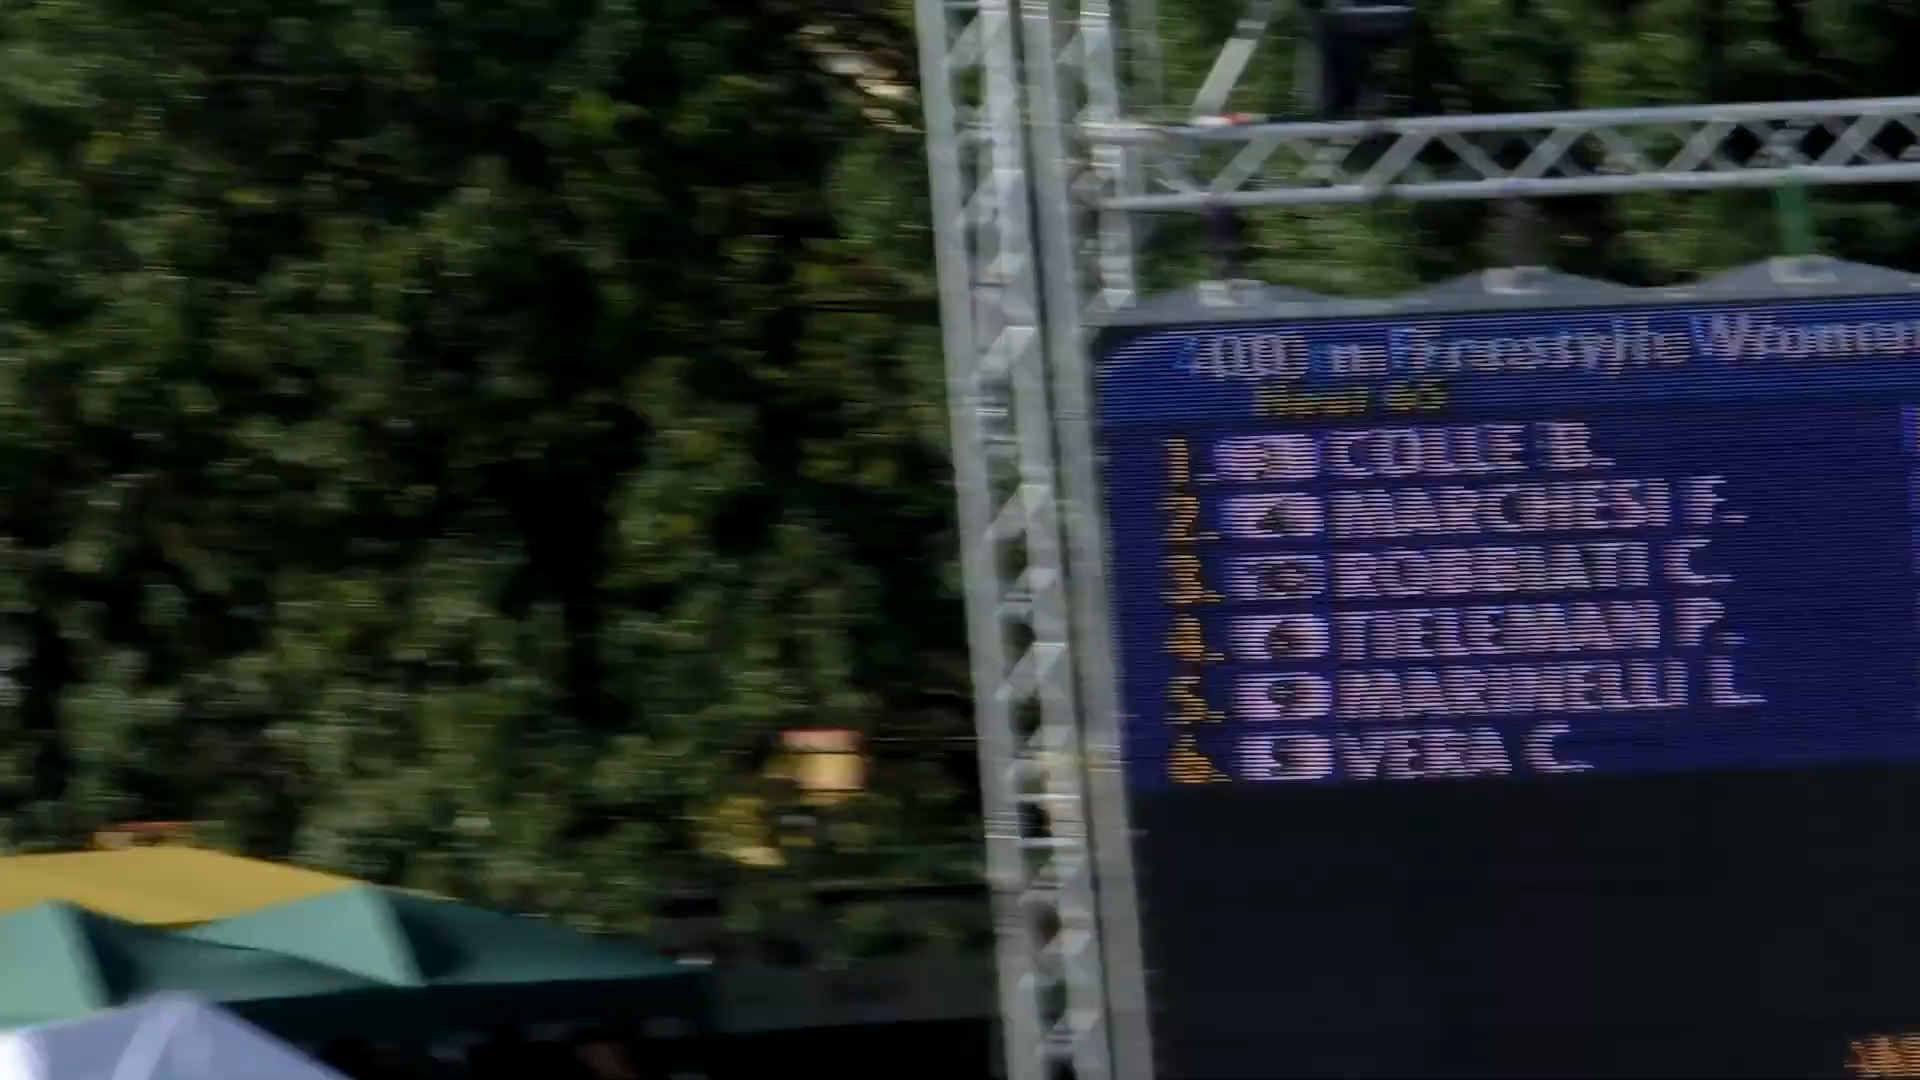 400 m Freestyle Women
1. COLLE B.
2. MARCHESI F.
3. ROBBIATI C.
4. TIELEMAN P.
5. MARINELLI L.
6. VERA C.